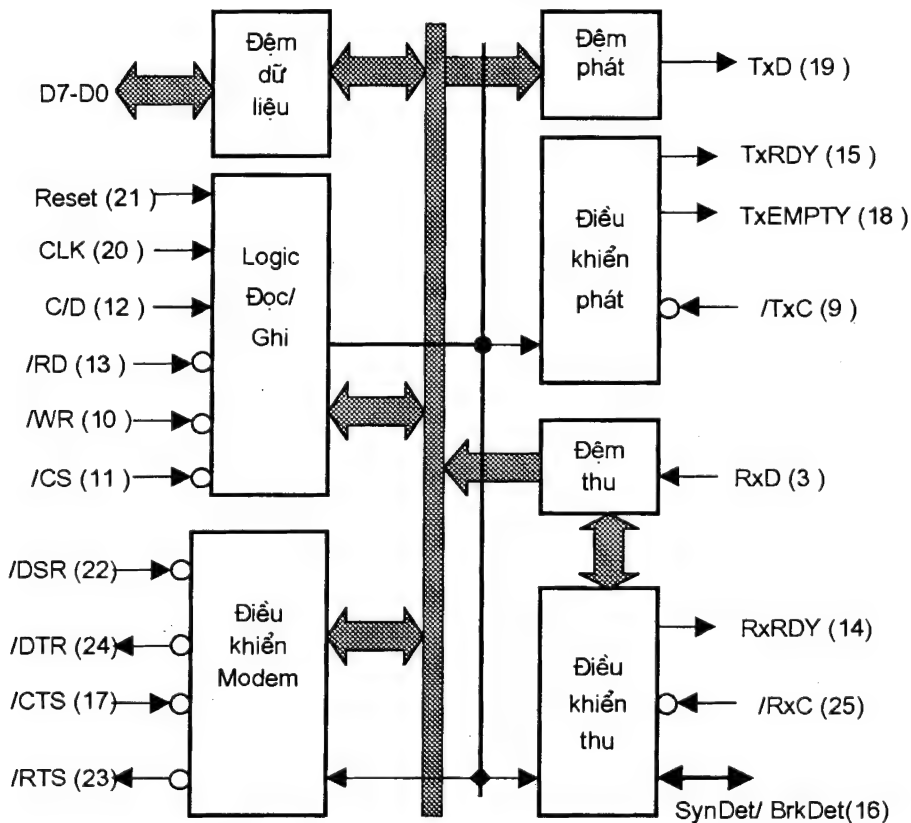 Đệm
dữ
liệu
D7-D0
Đệm
phát
TxD (19 )
Reset (21 )
CLK (20 )
C/D (12 )
/RD (13 )
/WR (10 )
/CS (11 )
Logic
Đọc/
Ghi
Điều
khiển
phát
TxRDY (15 )
TxEMPTY (18 )
/TxC (9 )
Đệm
thu
RxD (3 )
/DSR (22)
/DTR (24)
/CTS (17)
/RTS (23)
Điều
khiển
Modem
Điều
khiển
thu
RxRDY (14)
/RxC (25)
SynDet/ BrkDet(16)